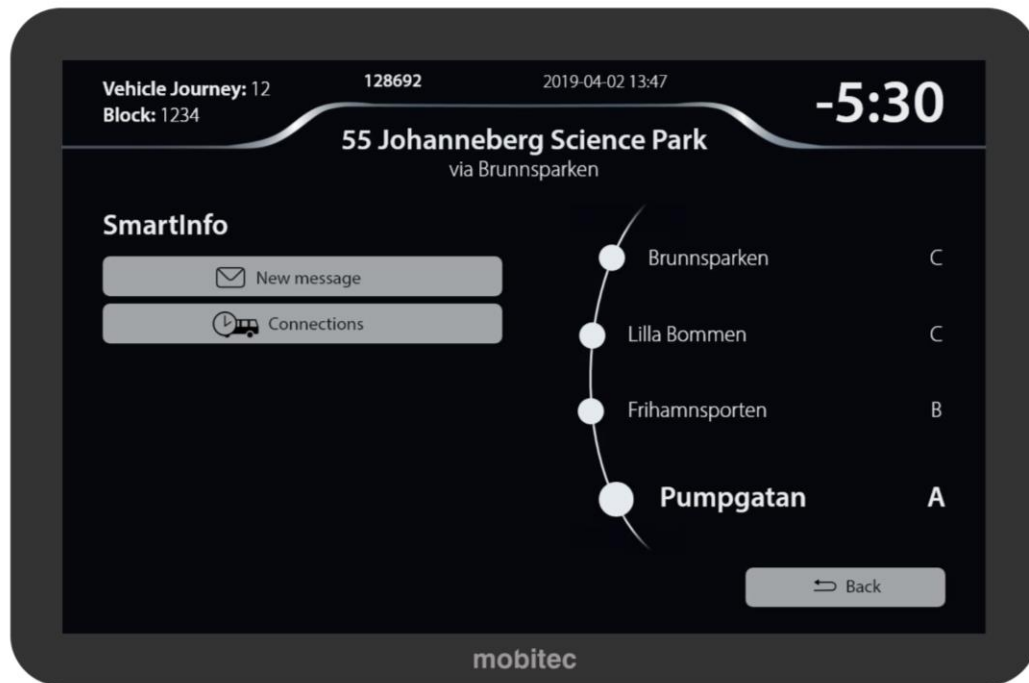 Vehicle Journey: 12
Block: 1234
128692
2019-04-02 13:47
-5:30
55 Johanneberg Science Park
via Brunnsparken
SmartInfo
New message
Connections
Brunnsparken C
Lilla Bommen C
Frihamnsporten B
Pumpgatan A
Back
mobitec